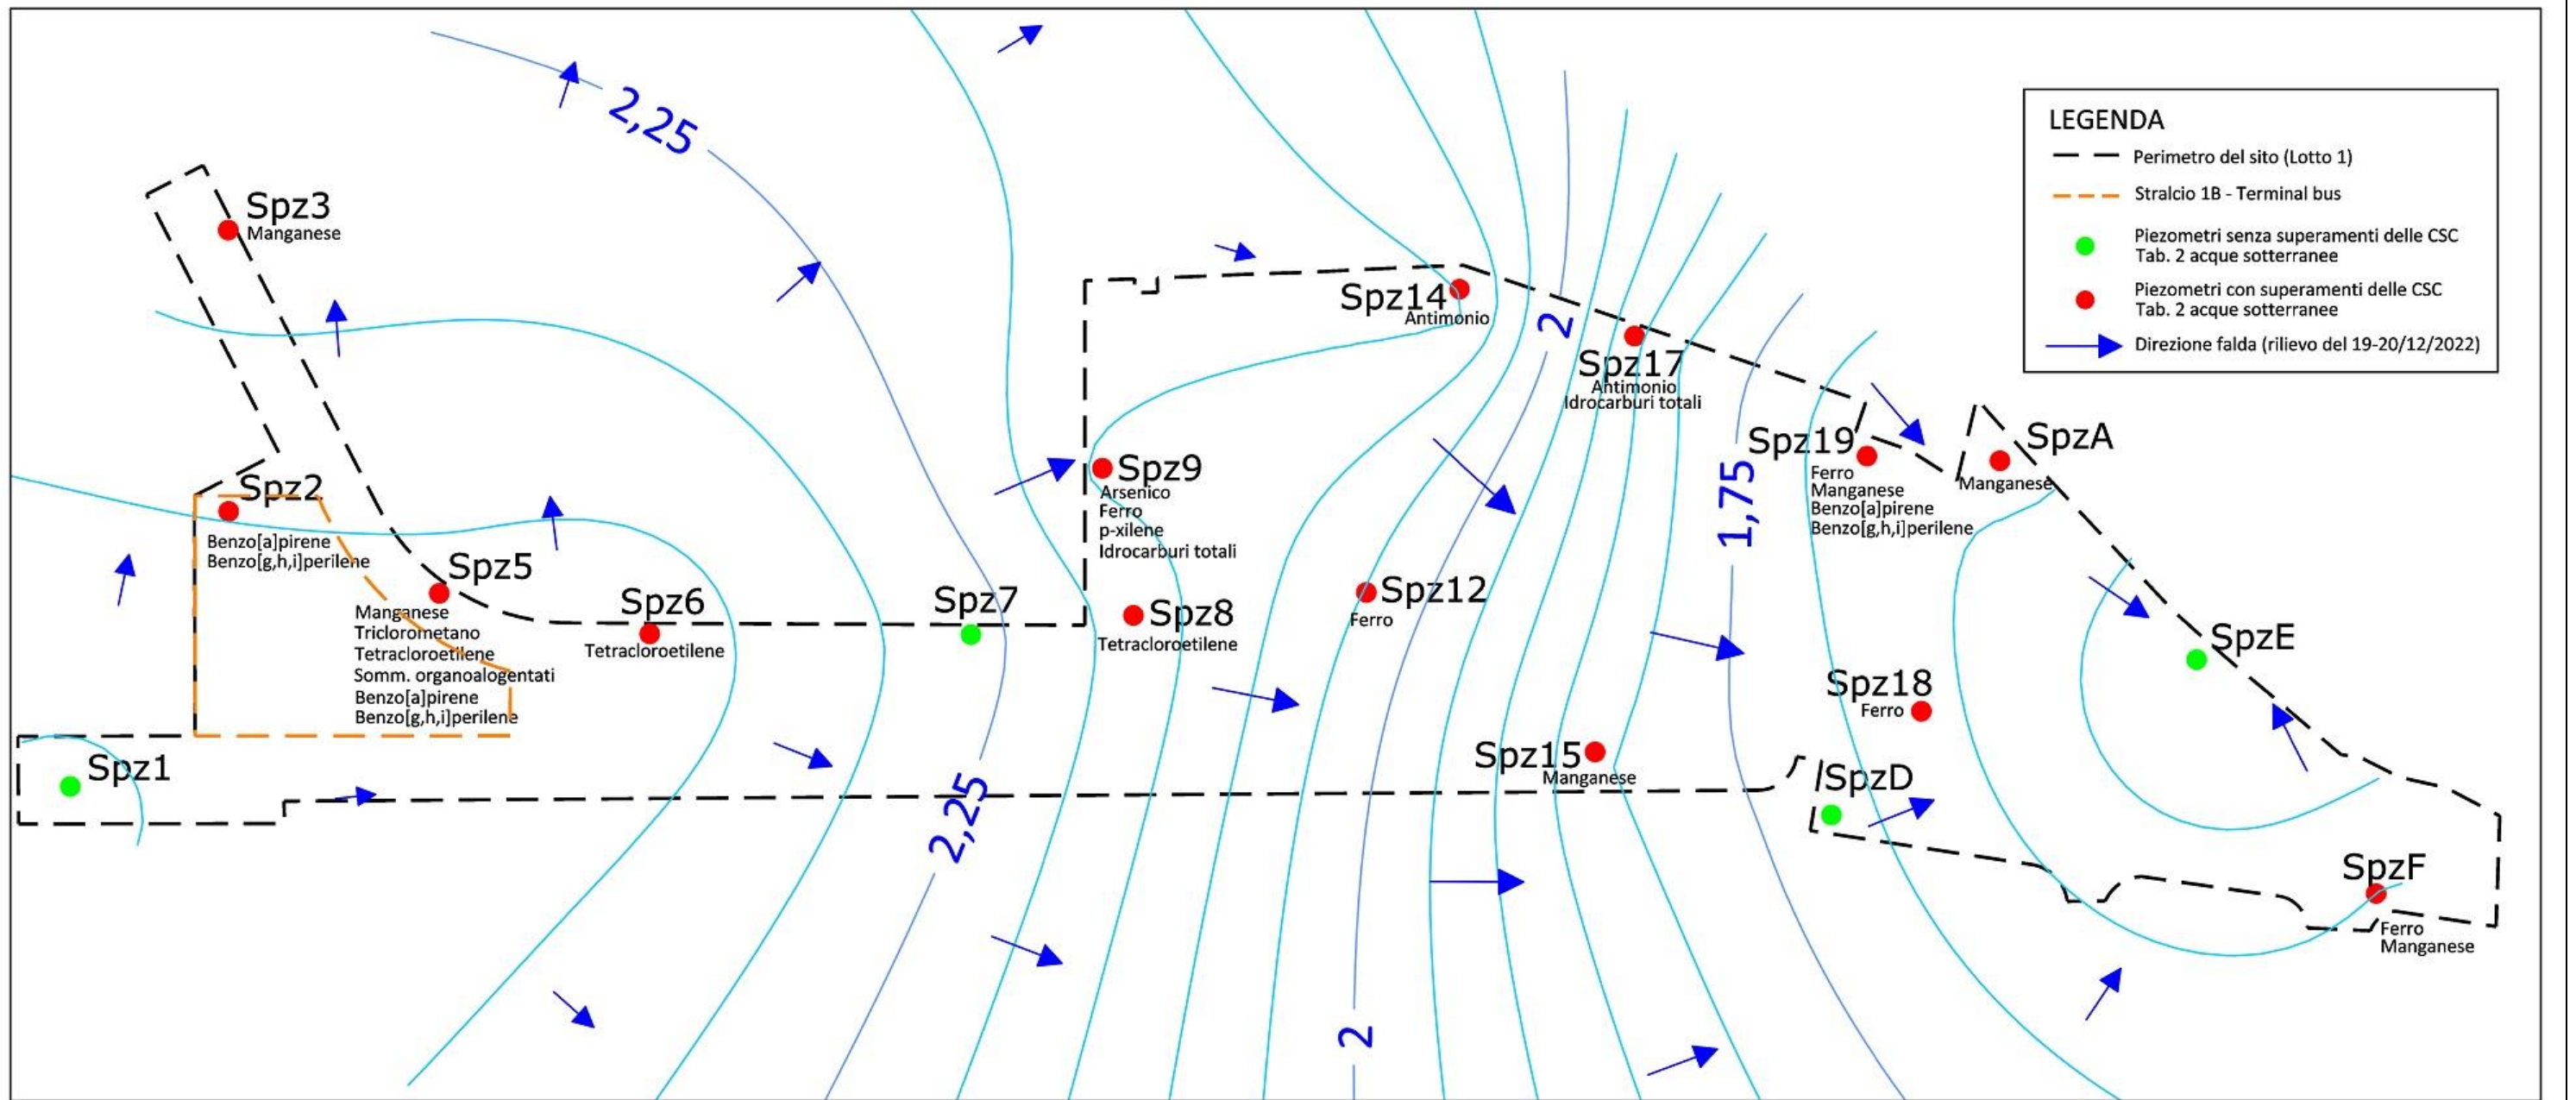 2,25
LEGENDA
Perimetro del sito (Lotto 1)
Stralcio 1B - Terminal bus
Piezometri senza superamenti delle CSC
Tab. 2 acque sotterranee
Piezometri con superamenti delle CSC
Tab. 2 acque sotterranee
Direzione falda (rilievo del 19-20/12/2022)
Spz3
Manganese
Spz14
Antimonio
2
Spz17
Antimonio
Idrocarburi totali
Spz19
Ferro
Manganese
Benzo[a]pirene
Benzo[g,h,i]perilene
SpzA
Manganese
1,75
Spz2
Benzo[a]pirene
Benzo[g,h,i]perilene
Spz9
Arsenico
Ferro
p-xilene
Idrocarburi totali
Spz5
Manganese
Triclorometano
Tetracloroetilene
Somm. organoalogentati
Benzo[a]pirene
Benzo[g,h,i]perilene
Spz6
Tetracloroetilene
Spz7
Spz8
Tetracloroetilene
Spz12
Ferro
SpzE
Spz18
Ferro
Spz1
2,25
Spz15
Manganese
SpzD
SpzF
Ferro
Manganese
2